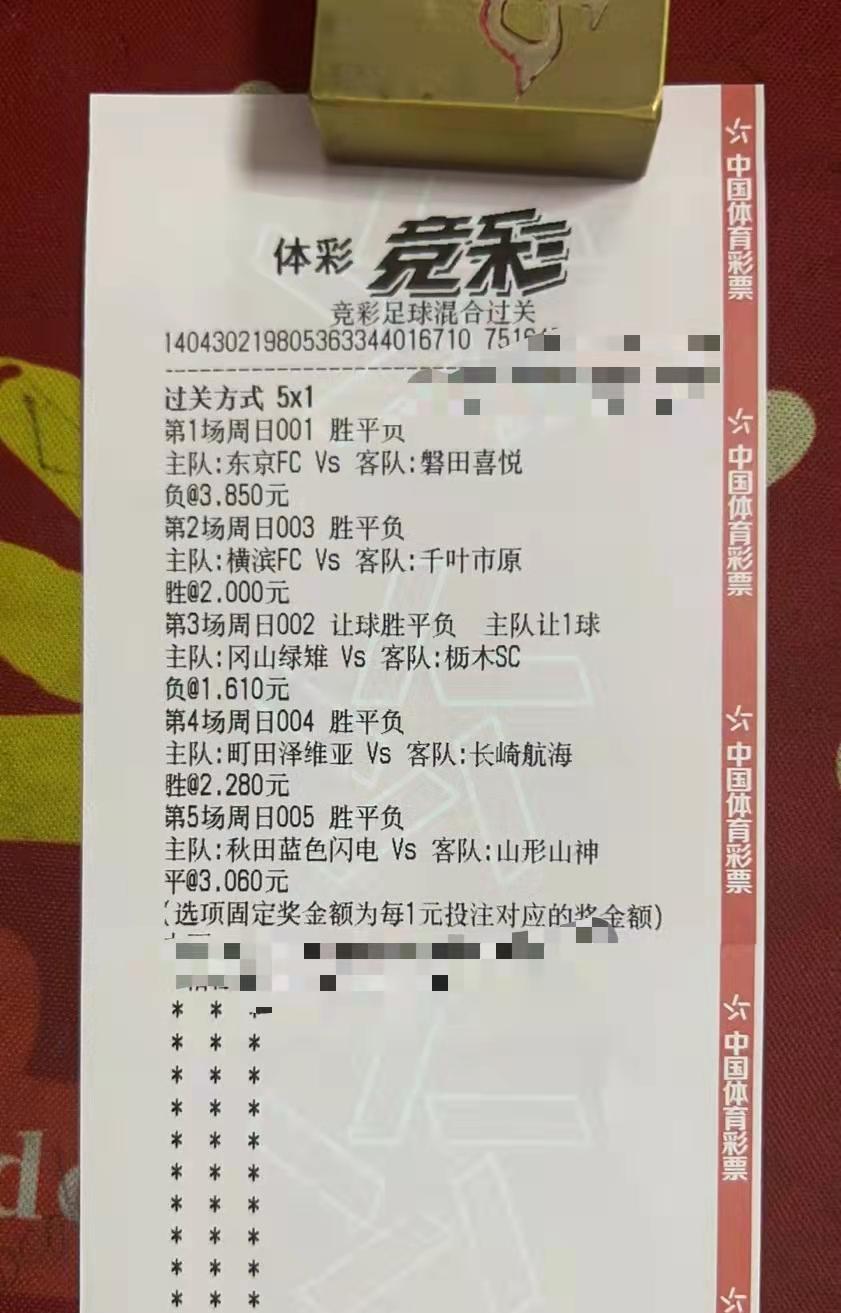 体彩 竞彩
竞彩足球混合过关
14043021980536334401671​0
过关方式 5x1
第1场周日001 胜平负
主队:东京FC Vs 客队:磐田喜悦
负@3.850元
第2场周日003 胜平负
主队:横滨FC Vs 客队:千叶市原
胜@2.000元
第3场周日002 让球胜平负 主队让1球
主队:冈山绿雉 Vs 客队:枥木SC
负@1.610元
第4场周日004 胜平负
主队:町田泽维亚 Vs 客队:长崎航海
胜@2.280元
第5场周日005 胜平负
主队:秋田蓝色闪电 Vs 客队:山形山神
平@3.060元
(选项固定奖金额为每1元投注对应的奖金额)
* * *
* * *
* * *
* * *
* * *
* * *
* * *
* * *
* * *
* * *
中国体育彩票
中国体育彩票
中国体育彩票
中国体育彩票